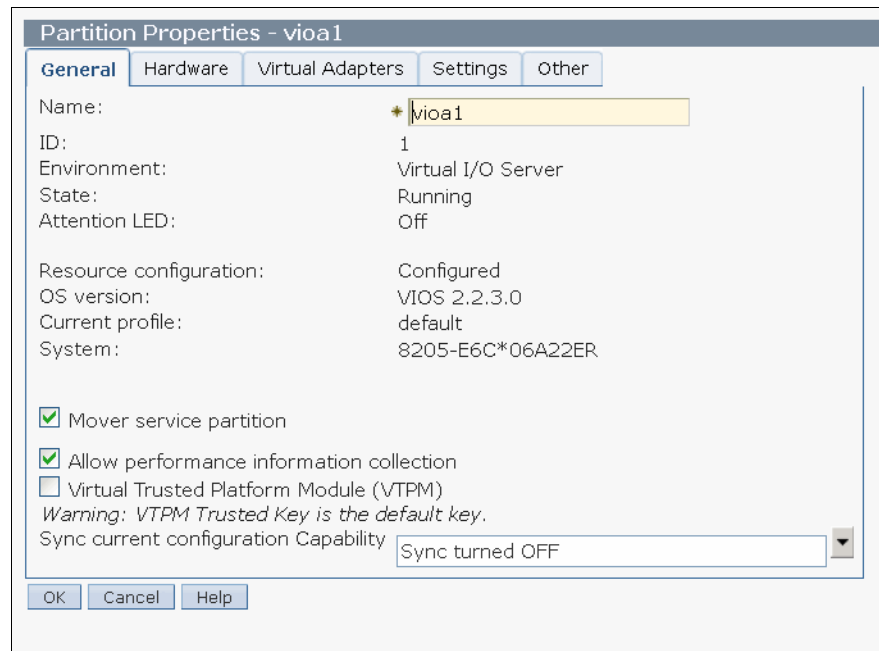 Partition Properties - vioa1
General Hardware Virtual Adapters Settings Other
Name: * vioa1
ID: 1
Environment: Virtual I/O Server
State: Running
Attention LED: Off
Resource configuration: Configured
OS version: VIOS 2.2.3.0
Current profile: default
System: 8205-E6C*06A22ER
Mover service partition
Allow performance information collection
Virtual Trusted Platform Module (VTPM)
Warning: VTPM Trusted Key is the default key.
Sync current configuration Capability Sync turned OFF
OK Cancel Help